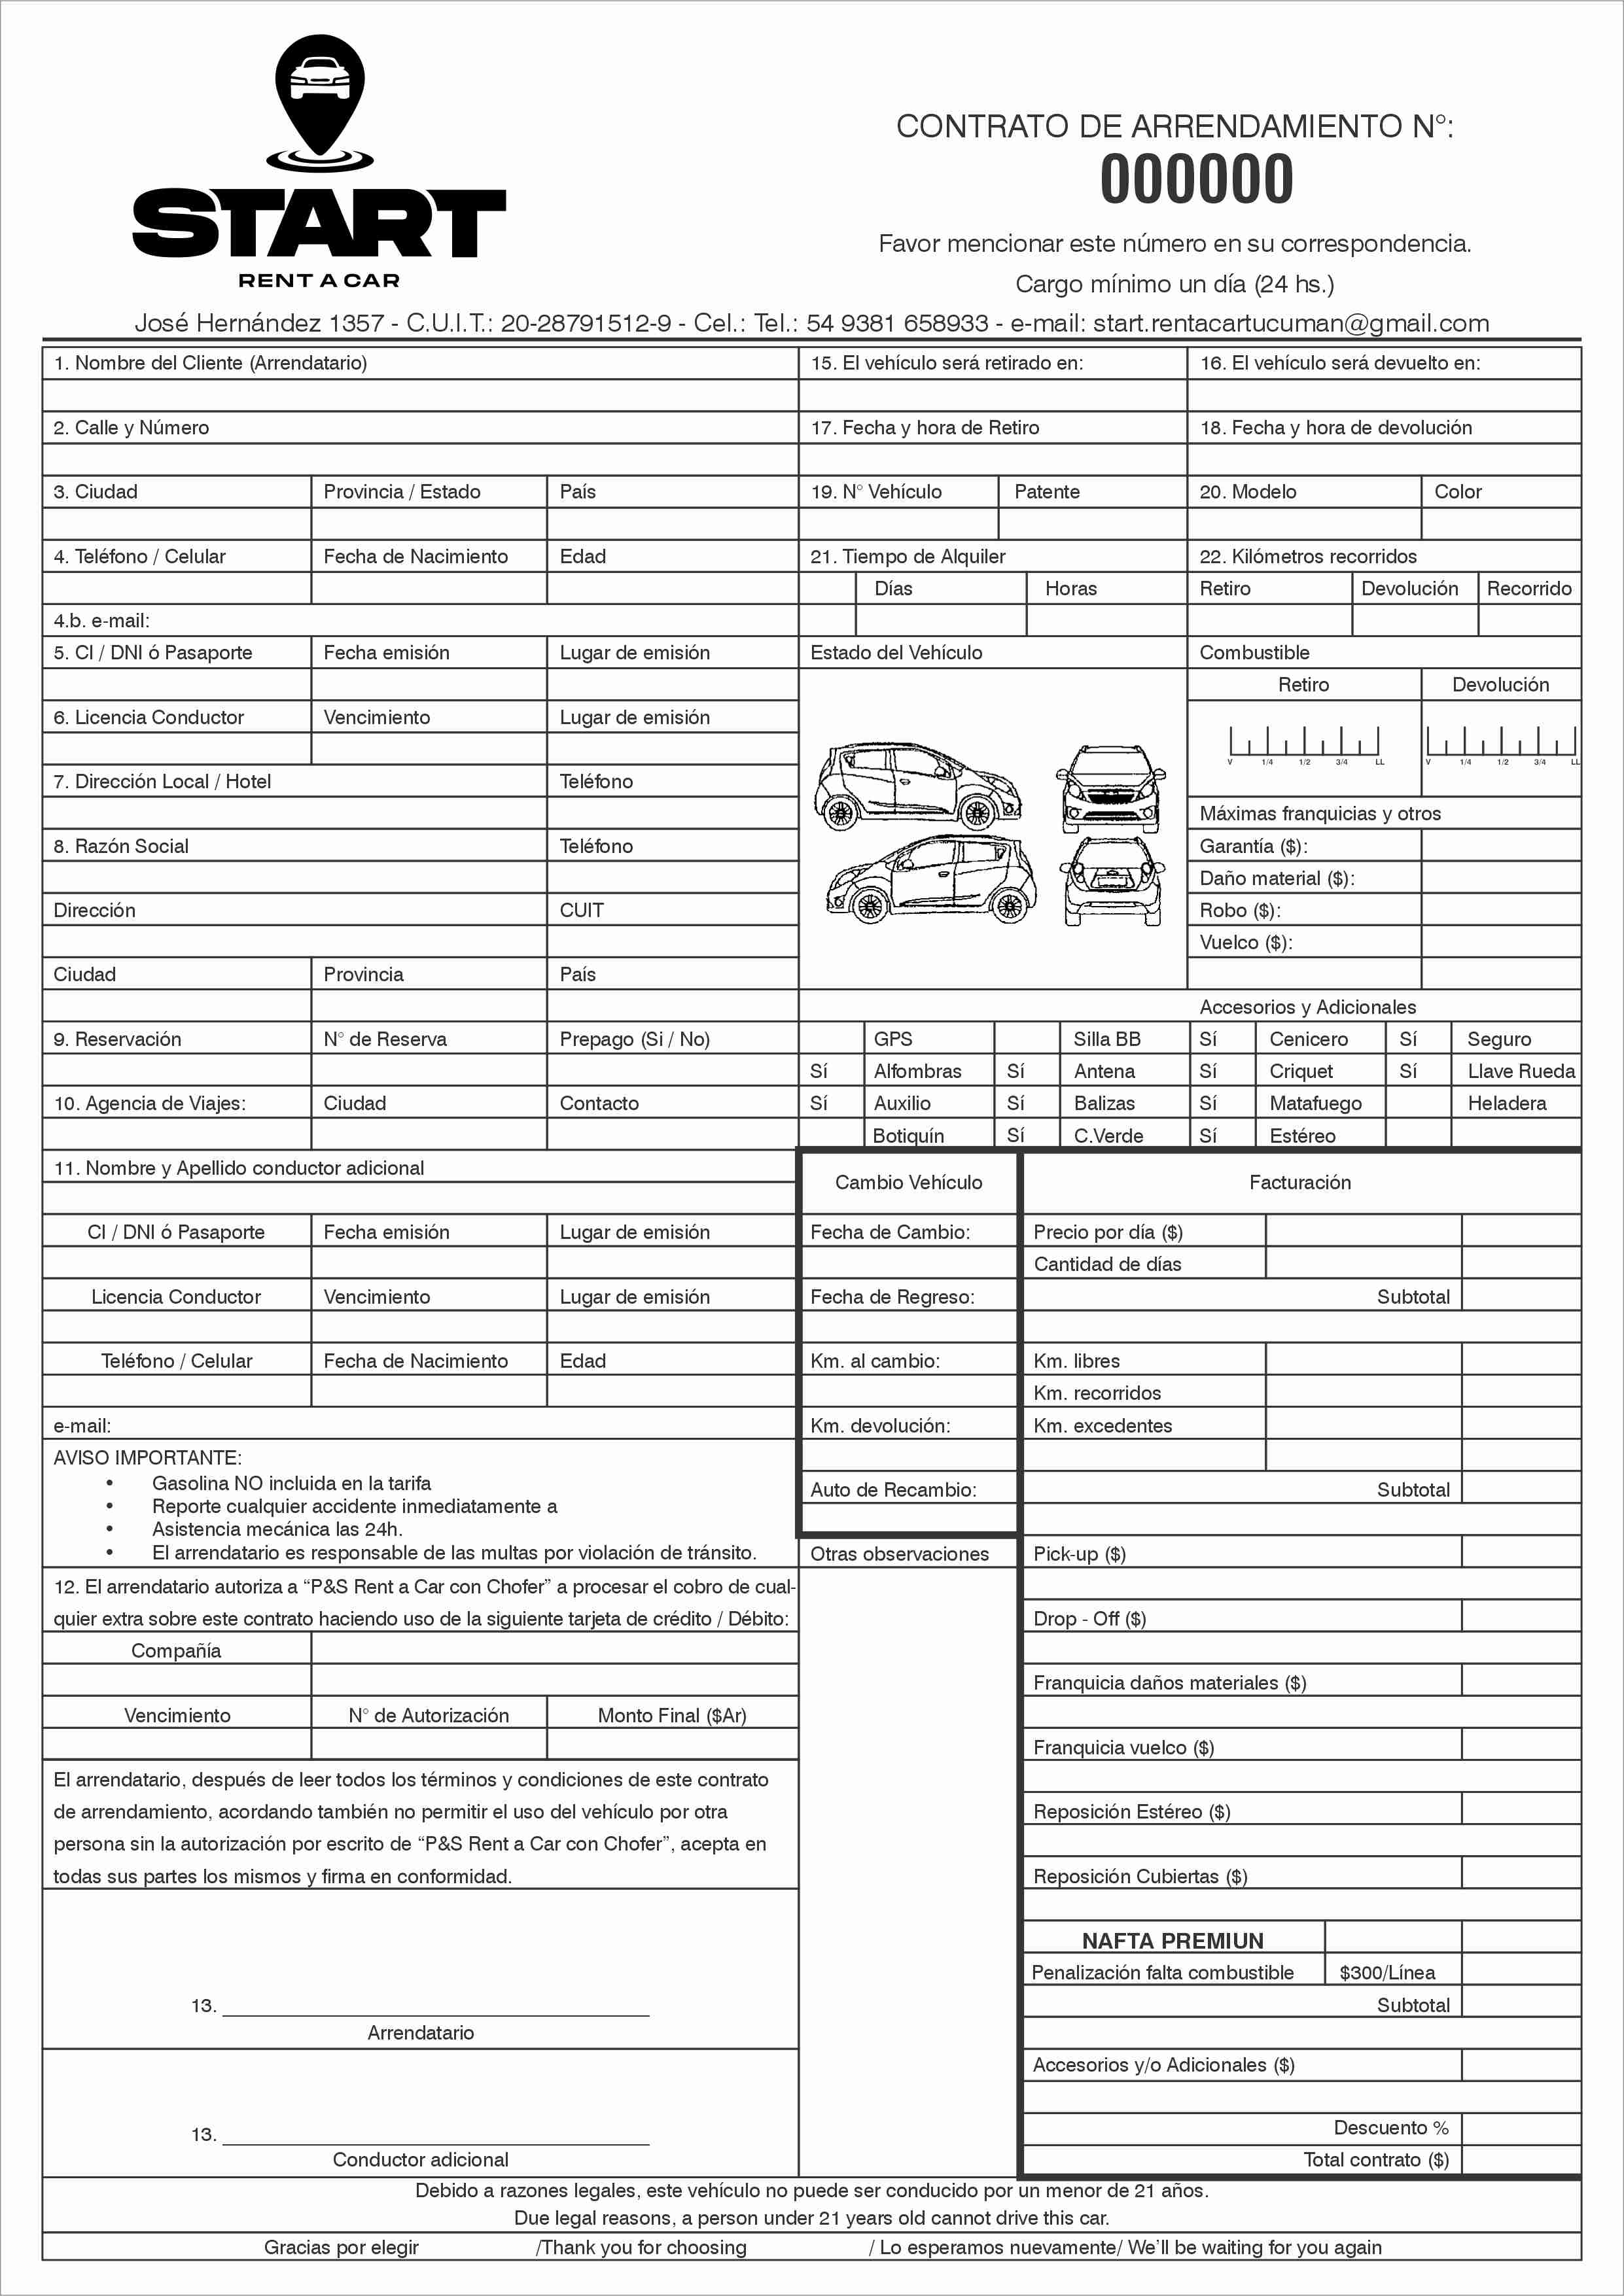 START
RENT A CAR
CONTRATO DE ARRENDAMIENTO N°:
000000
Favor mencionar este número en su correspondencia.
Cargo mínimo un día (24 hs.)
José Hernández 1357 - C.U.I.T.: 20-28791512-9 - Cel.: Tel.: 54 9381 658933 - e-mail: start.rentacartucuman@gmail.com
1. Nombre del Cliente (Arrendatario)
2. Calle y Número
3. Ciudad Provincia / Estado País
4. Teléfono / Celular Fecha de Nacimiento Edad
4.b. e-mail:
5. CI / DNI ó Pasaporte Fecha emisión Lugar de emisión
6. Licencia Conductor Vencimiento Lugar de emisión
7. Dirección Local / Hotel Teléfono
8. Razón Social Teléfono
Dirección CUIT
Ciudad Provincia País
9. Reservación N° de Reserva Prepago (Si / No)
10. Agencia de Viajes: Ciudad Contacto
11. Nombre y Apellido conductor adicional
CI / DNI ó Pasaporte Fecha emisión Lugar de emisión
Licencia Conductor Vencimiento Lugar de emisión
Teléfono / Celular Fecha de Nacimiento Edad
e-mail:
AVISO IMPORTANTE:
• Gasolina NO incluida en la tarifa
• Reporte cualquier accidente inmediatamente a
• Asistencia mecánica las 24h.
• El arrendatario es responsable de las multas por violación de tránsito.
12. El arrendatario autoriza a “P&S Rent a Car con Chofer” a procesar el cobro de cual-
quier extra sobre este contrato haciendo uso de la siguiente tarjeta de crédito / Débito:
Compañía
Vencimiento N° de Autorización Monto Final ($Ar)
El arrendatario, después de leer todos los términos y condiciones de este contrato
de arrendamiento, acordando también no permitir el uso del vehículo por otra
persona sin la autorización por escrito de “P&S Rent a Car con Chofer”, acepta en
todas sus partes los mismos y firma en conformidad.
13.
Arrendatario
13.
Conductor adicional
15. El vehículo será retirado en: 16. El vehículo será devuelto en:
17. Fecha y hora de Retiro 18. Fecha y hora de devolución
19. N° Vehículo Patente 20. Modelo Color
21. Tiempo de Alquiler 22. Kilómetros recorridos
Días Horas Retiro Devolución Recorrido
Estado del Vehículo Combustible
Retiro Devolución
V 1/4 1/2 3/4 LL V 1/4 1/2 3/4 LL
Máximas franquicias y otros
Garantía ($):
Daño material ($):
Robo ($):
Vuelco ($):
Accesorios y Adicionales
GPS Silla BB Sí Cenicero Sí Seguro
Sí Alfombras Sí Antena Sí Criquet Sí Llave Rueda
Sí Auxilio Sí Balizas Sí Matafuego Heladera
Botiquín Sí C.Verde Sí Estéreo
Cambio Vehículo
Fecha de Cambio:
Fecha de Regreso:
Km. al cambio:
Km. devolución:
Auto de Recambio:
Otras observaciones
Facturación
Precio por día ($)
Cantidad de días
Subtotal
Km. libres
Km. recorridos
Km. excedentes
Subtotal
Pick-up ($)
Drop - Off ($)
Franquicia daños materiales ($)
Franquicia vuelco ($)
Reposición Estéreo ($)
Reposición Cubiertas ($)
NAFTA PREMIUN
Penalización falta combustible $300/Línea
Subtotal
Accesorios y/o Adicionales ($)
Descuento %
Total contrato ($)
Debido a razones legales, este vehículo no puede ser conducido por un menor de 21 años.
Due legal reasons, a person under 21 years old cannot drive this car.
Gracias por elegir /Thank you for choosing / Lo esperamos nuevamente/ We'll be waiting for you again